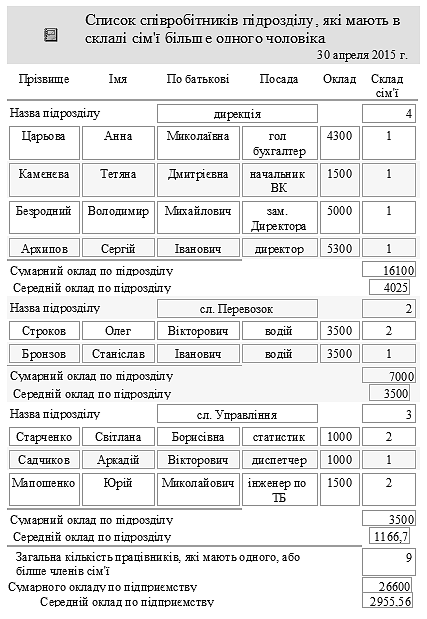 Список співробітників підрозділу, які мають в
складі сім'ї більше одного чоловіка
30 апреля 2015 г.
Прізвище Імя По батькові Посада Оклад Склад
сім'ї
Назва підрозділу дирекція 4
Царьова Анна Миколаївна гол 4300 1
бухгалтер
Каменєва Тетяна Дмитрієвна начальник 1500 1
ВК
Безродний Володимир Михайлович зам. 5000 1
Директора
Архипов Сергій Іванович директор 5300 1
Сумарний оклад по підрозділу 16100
Середній оклад по підрозділу 4025
Назва підрозділу сл. Перевозок 2
Строков Олег Вікторович водій 3500 2
Бронзов Станіслав Іванович водій 3500 1
Сумарний оклад по підрозділу 7000
Середній оклад по підрозділу 3500
Назва підрозділу сл. Управління 3
Старченко Світлана Борисівна статистик 1000 2
Садчиков Аркадій Вікторович диспетчер 1000 1
Мапошенко Юрій Миколайович інженер по 1500 2
ТБ
Сумарний оклад по підрозділу 3500
Середній оклад по підрозділу 1166,7
Загальна кількість працівників, які мають одного, або 9
більше членів сім'ї
Сумарного окладу по підприємству 26600
Середній оклад по підприємству 2955.56